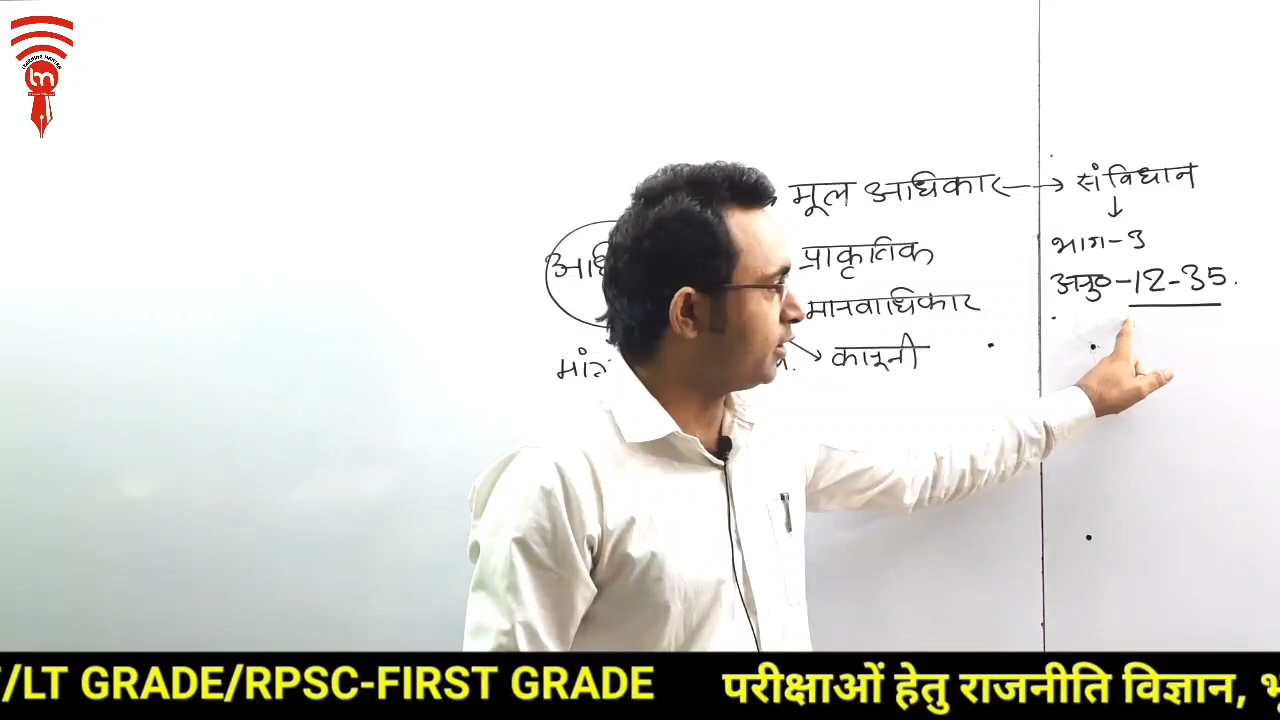 मूल अधिकार → संविधान
↓
भाग-3
प्राकृतिक
अनु०-12-35.
मानवाधिकार
कानूनी
/LT GRADE/RPSC-FIRST GRADE परीक्षाओं हेतु राजनीति विज्ञान,